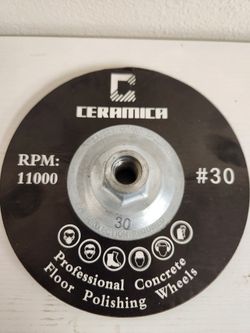 CERAMICA
RPM:
11000
#30
30
Professional Concrete
Floor Polishing Wheels